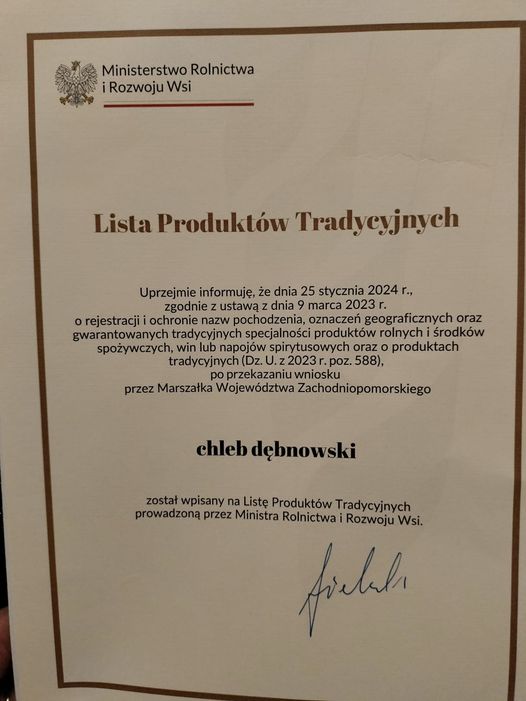 Ministerstwo Rolnictwa
i Rozwoju Wsi
Lista Produktów Tradycyjnych
Uprzejmie informuję, że dnia 25 stycznia 2024 r.,
zgodnie z ustawą z dnia 9 marca 2023 r.
o rejestracji i ochronie nazw pochodzenia, oznaczeń geograficznych oraz
gwarantowanych tradycyjnych specjalności produktów rolnych i środków
spożywczych, win lub napojów spirytusowych oraz o produktach
tradycyjnych (Dz. U. z 2023 r. poz. 588),
po przekazaniu wniosku
przez Marszałka Województwa Zachodniopomorskiego
chleb dębnowski
został wpisany na Listę Produktów Tradycyjnych
prowadzoną przez Ministra Rolnictwa i Rozwoju Wsi.